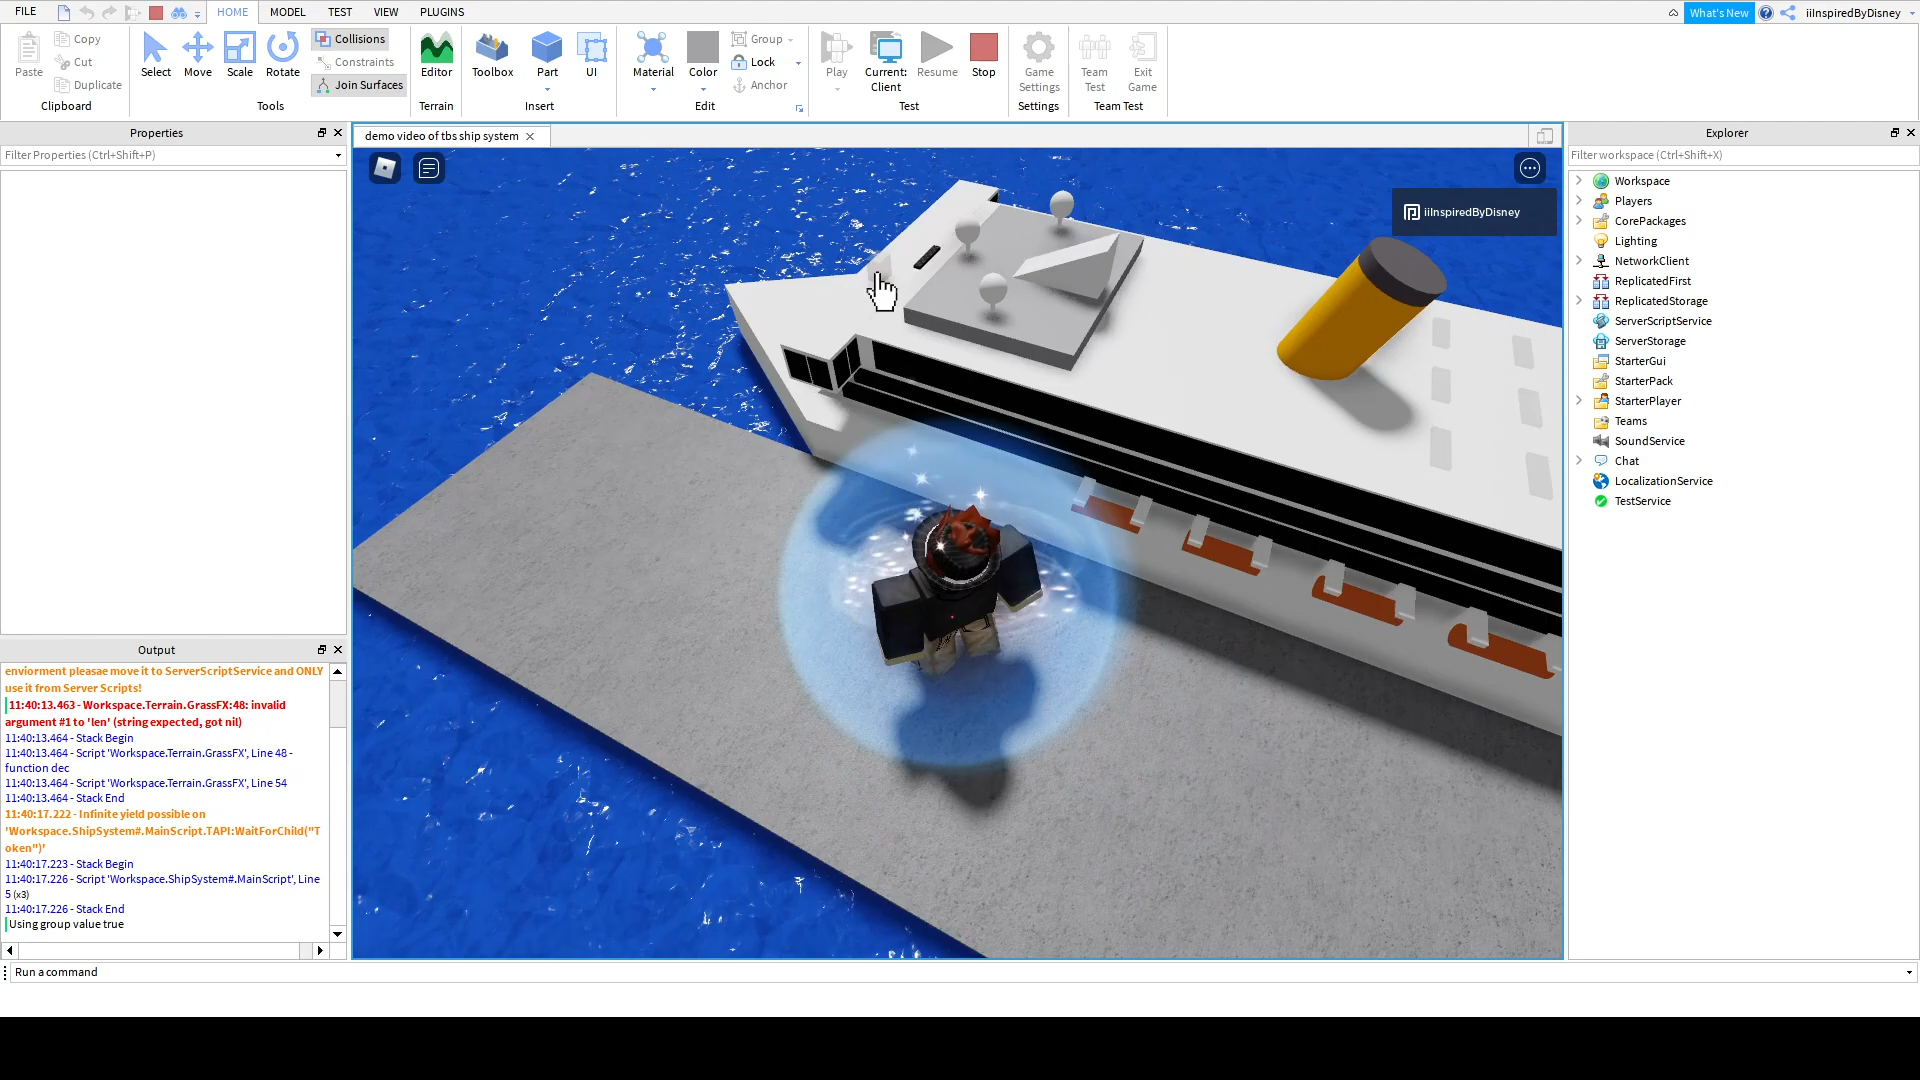 FILE HOME MODEL TEST VIEW PLUGINS What's New iiInspiredByDisney
Paste Copy Cut Duplicate
Select Move Scale Rotate
Collisions Constraints Join Surfaces
Editor Toolbox Part UI
Material Color Group Lock Anchor
Play Current: Client Resume Stop
Game Settings Team Test Exit Game
Clipboard Tools Terrain Insert Edit Test Settings Team Test
Properties
Filter Properties (Ctrl+Shift+P)
demo video of tbs ship system
iiInspiredByDisney
Explorer
Filter workspace (Ctrl+Shift+X)
Workspace
Players
CorePackages
Lighting
NetworkClient
ReplicatedFirst
ReplicatedStorage
ServerScriptService
ServerStorage
StarterGui
StarterPack
StarterPlayer
Teams
SoundService
Chat
LocalizationService
TestService
Output
enviorment pleasae move it to ServerScriptService and ONLY
use it from Server Scripts!
11:40:13.463 - Workspace.Terrain.GrassFX:48: invalid
argument #1 to 'len' (string expected, got nil)
11:40:13.464 - Stack Begin
11:40:13.464 - Script 'Workspace.Terrain.GrassFX', Line 48 -
function dec
11:40:13.464 - Script 'Workspace.Terrain.GrassFX', Line 54
11:40:13.464 - Stack End
11:40:17.222 - Infinite yield possible on
'Workspace.ShipSystem#.MainScript.TAPI:WaitForChild("T
oken")'
11:40:17.223 - Stack Begin
11:40:17.226 - Script 'Workspace.ShipSystem#.MainScript', Line
5 (x3)
11:40:17.226 - Stack End
Using group value true
Run a command